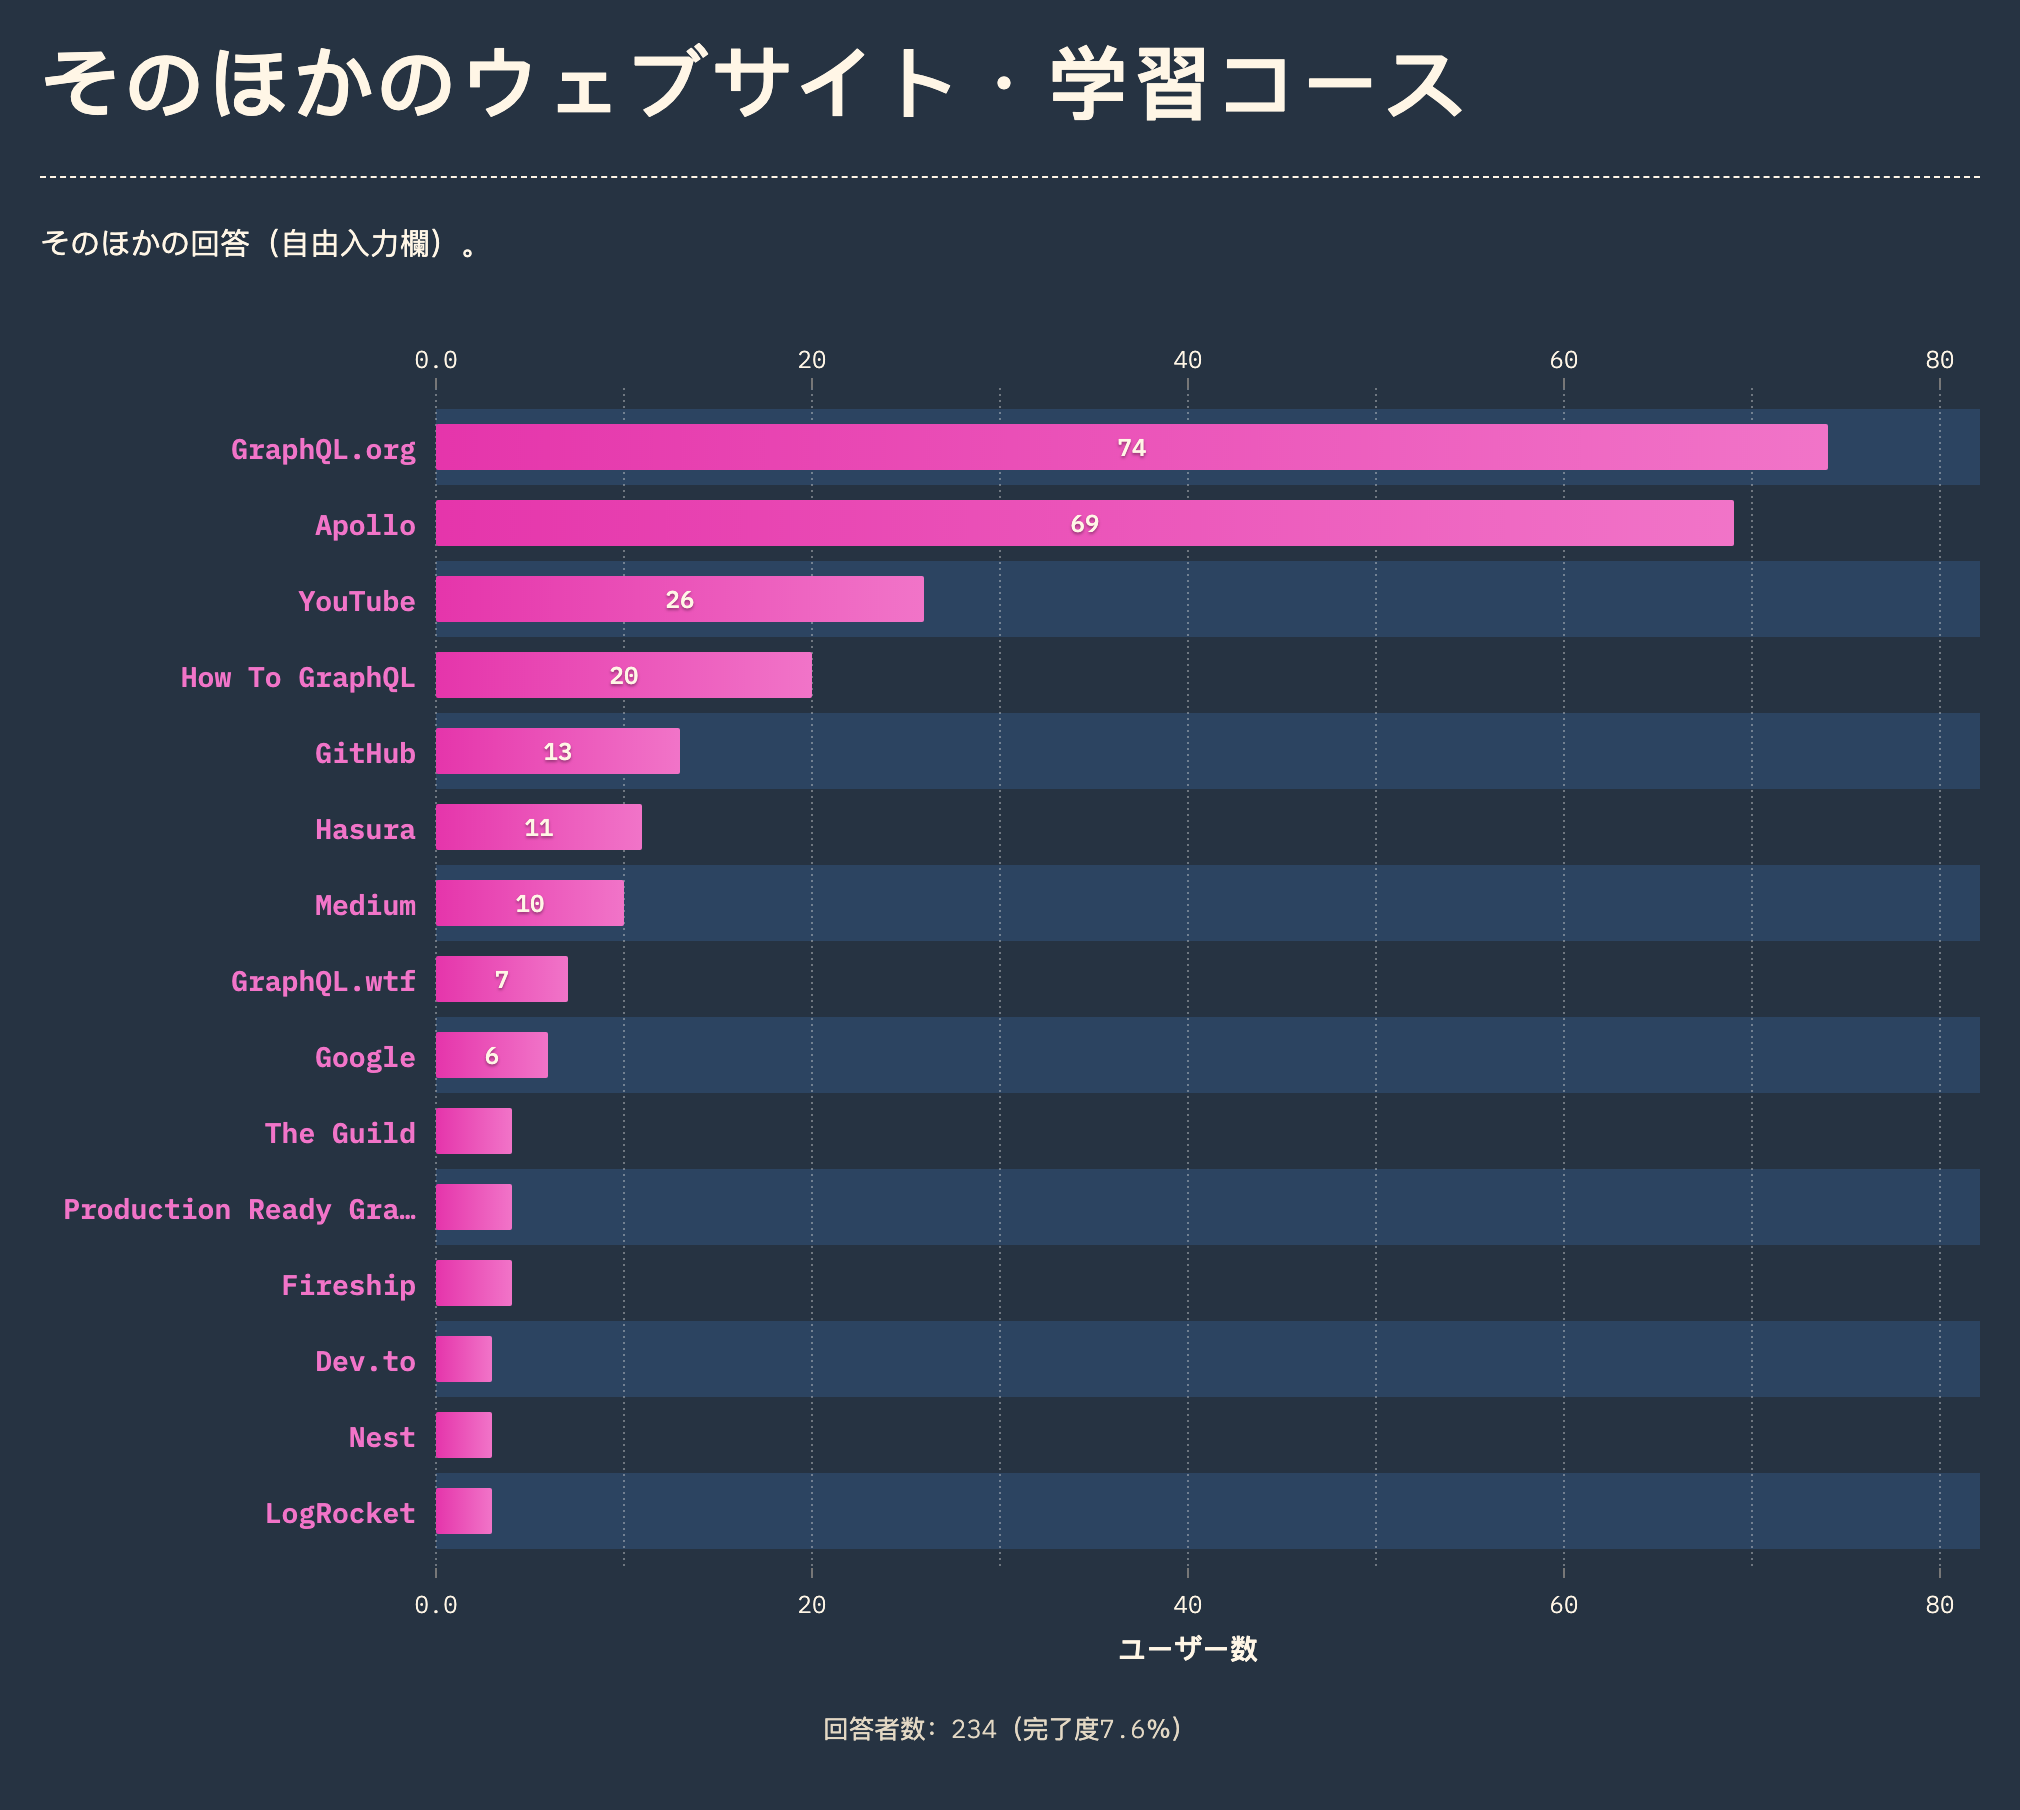 そのほかのウェブサイト・学習コース
そのほかの回答（自由入力欄）。
0.0 20 40 60 80
GraphQL.org 74
Apollo 69
YouTube 26
How To GraphQL 20
GitHub 13
Hasura 11
Medium 10
GraphQL.wtf 7
Google 6
The Guild
Production Ready Gra…
Fireship
Dev.to
Nest
LogRocket
0.0 20 40 60 80
ユーザー数
回答者数：234（完了度7.6%）